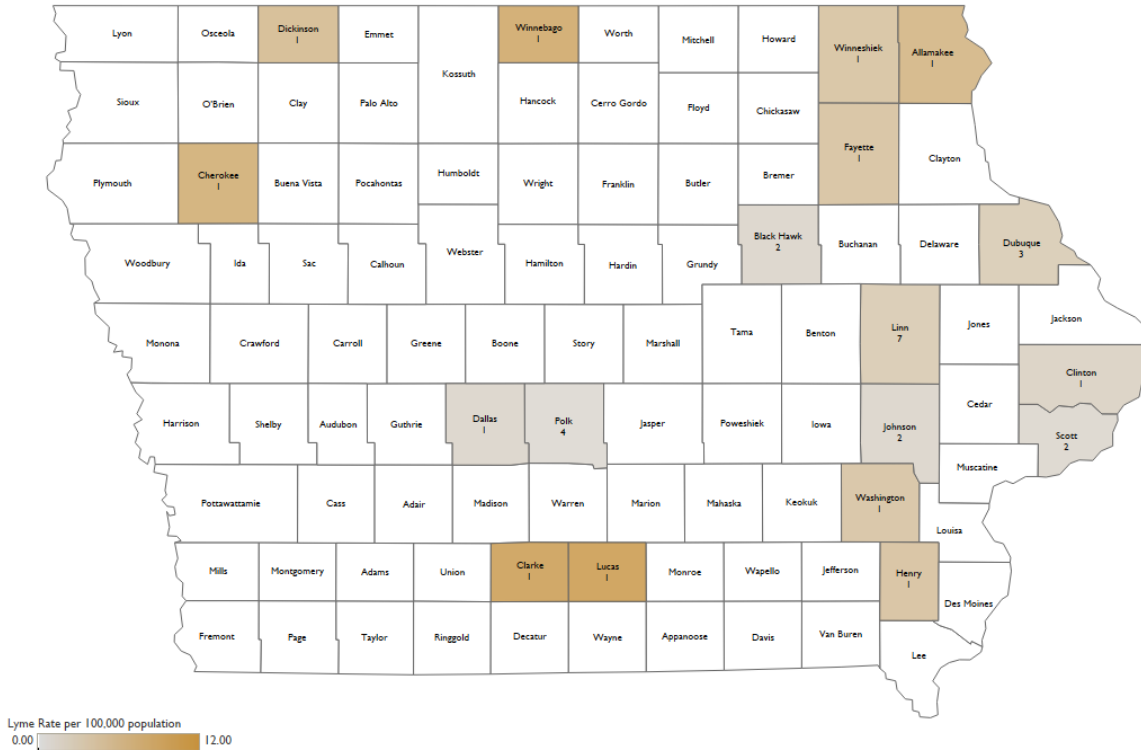 Lyon
Osceola
Dickinson
1
Emmet
Winnebago
1
Worth
Mitchell
Howard
Winneshiek
1
Allamakee
1
Kossuth
Sioux
O'Brien
Clay
Palo Alto
Hancock
Cerro Gordo
Floyd
Chickasaw
Plymouth
Cherokee
1
Buena Vista
Pocahontas
Humboldt
Wright
Franklin
Butler
Bremer
Fayette
1
Clayton
Woodbury
Ida
Sac
Calhoun
Webster
Hamilton
Hardin
Grundy
Black Hawk
2
Buchanan
Delaware
Dubuque
3
Monona
Crawford
Carroll
Greene
Boone
Story
Marshall
Tama
Benton
Linn
7
Jones
Jackson
Clinton
1
Harrison
Shelby
Audubon
Guthrie
Dallas
1
Polk
4
Jasper
Poweshiek
Iowa
Johnson
2
Cedar
Scott
2
Muscatine
Pottawattamie
Cass
Adair
Madison
Warren
Marion
Mahaska
Keokuk
Washington
1
Louisa
Mills
Montgomery
Adams
Union
Clarke
1
Lucas
1
Monroe
Wapello
Jefferson
Henry
1
Des Moines
Fremont
Page
Taylor
Ringgold
Decatur
Wayne
Appanoose
Davis
Van Buren
Lee
Lyme Rate per 100,000 population
0.00 12.00